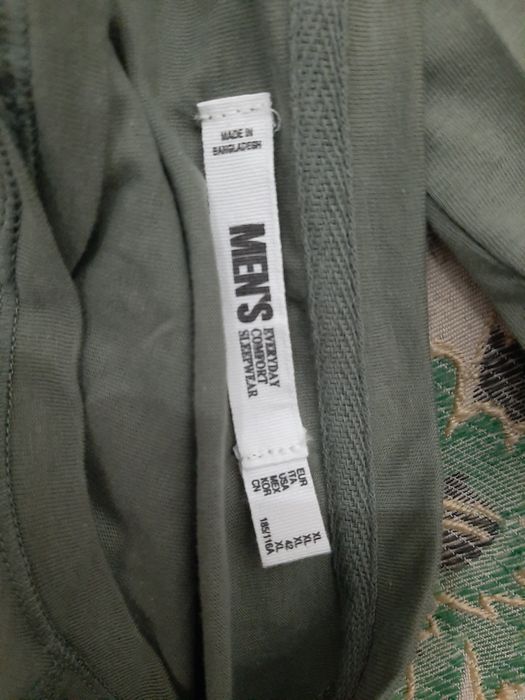 MADE IN
BANGLADESH
MEN'S
EVERYDAY
COMFORT
SLEEPWEAR
EUR XL
ITA XL
USA XL
MEX 42
KOR XL
CN 185/116A